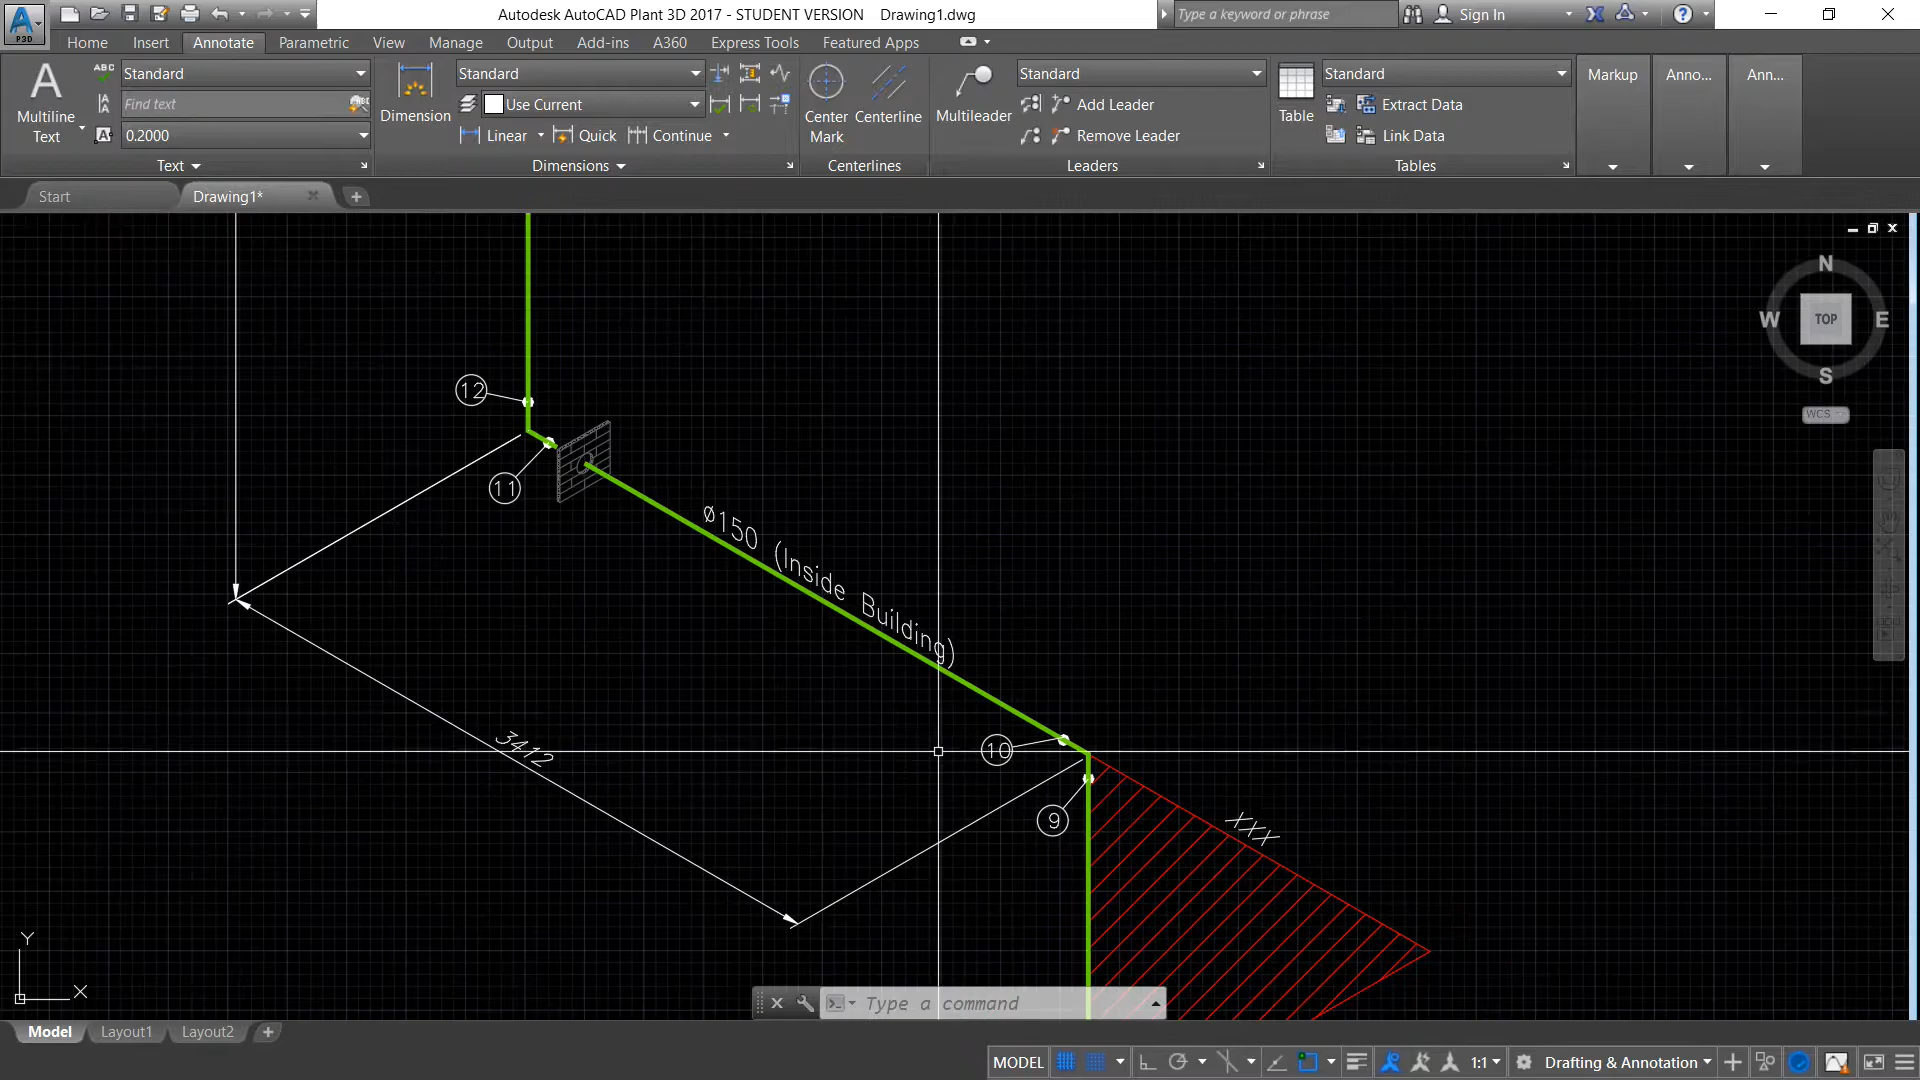 Autodesk AutoCAD Plant 3D 2017 - STUDENT VERSION Drawing1.dwg
Type a keyword or phrase
Sign In
P3D
Home Insert Annotate Parametric View Manage Output Add-ins A360 Express Tools Featured Apps
Multiline Text
ABC
Standard
Find text
0.2000
Text
Dimension
Standard
Use Current
Linear Quick Continue
Dimensions
Center Mark
Centerline
Centerlines
Multileader
Standard
Add Leader
Remove Leader
Leaders
Table
Standard
Extract Data
Link Data
Tables
Markup
Anno...
Ann...
Start
Drawing1*
N
W TOP E
S
WCS
12
11
Ø150 (Inside Building)
3412
10
9
XXX
Y
X
Type a command
Model Layout1 Layout2
MODEL
1:1
Drafting & Annotation